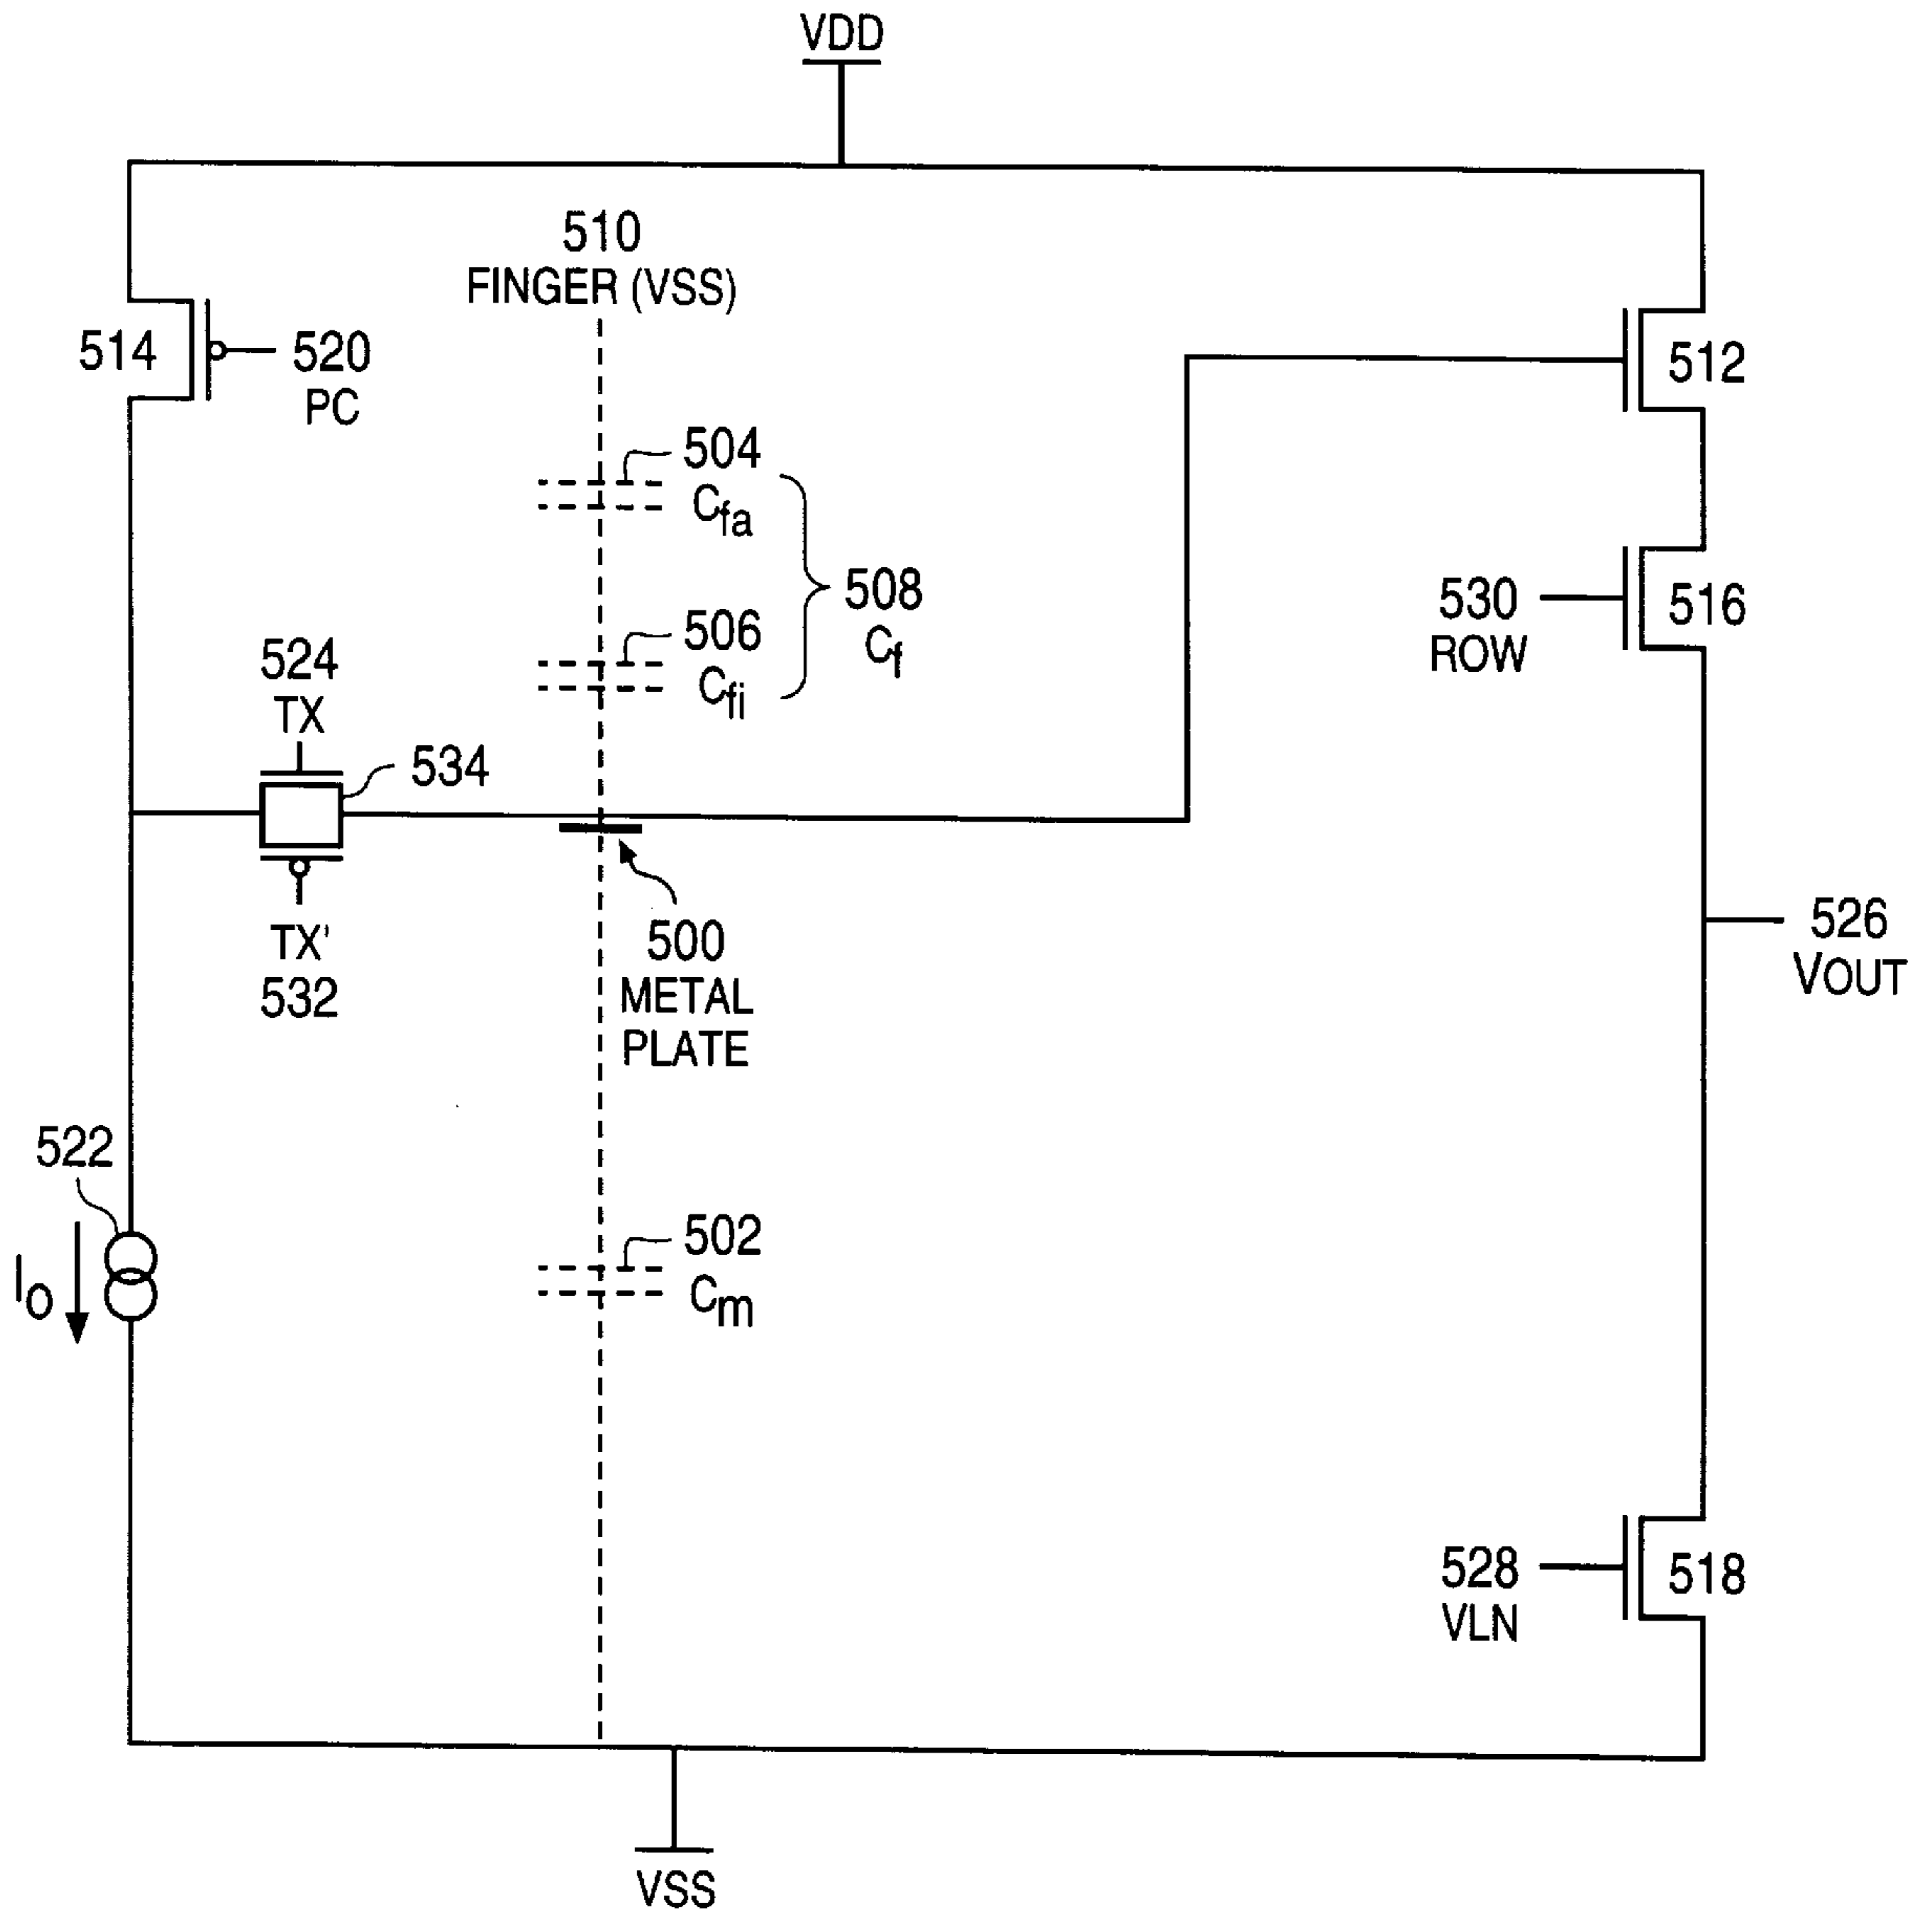 VDD
510
FINGER (VSS)
514
520
PC
512
504
Cfa
508
Cf
530
ROW
516
506
Cfi
524
TX
534
526
VOUT
TX'
532
500
METAL
PLATE
522
IO
502
Cm
528
VLN
518
VSS